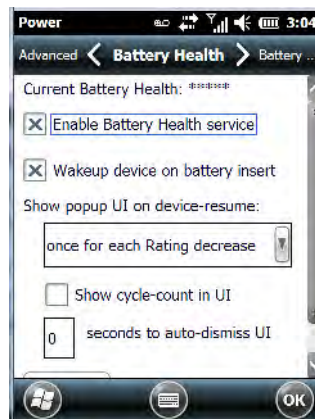 Power 3:04
Advanced Battery Health Battery ..
Current Battery Health: *****
Enable Battery Health service
Wakeup device on battery insert
Show popup UI on device-resume:
once for each Rating decrease
Show cycle-count in UI
0 seconds to auto-dismiss UI
OK